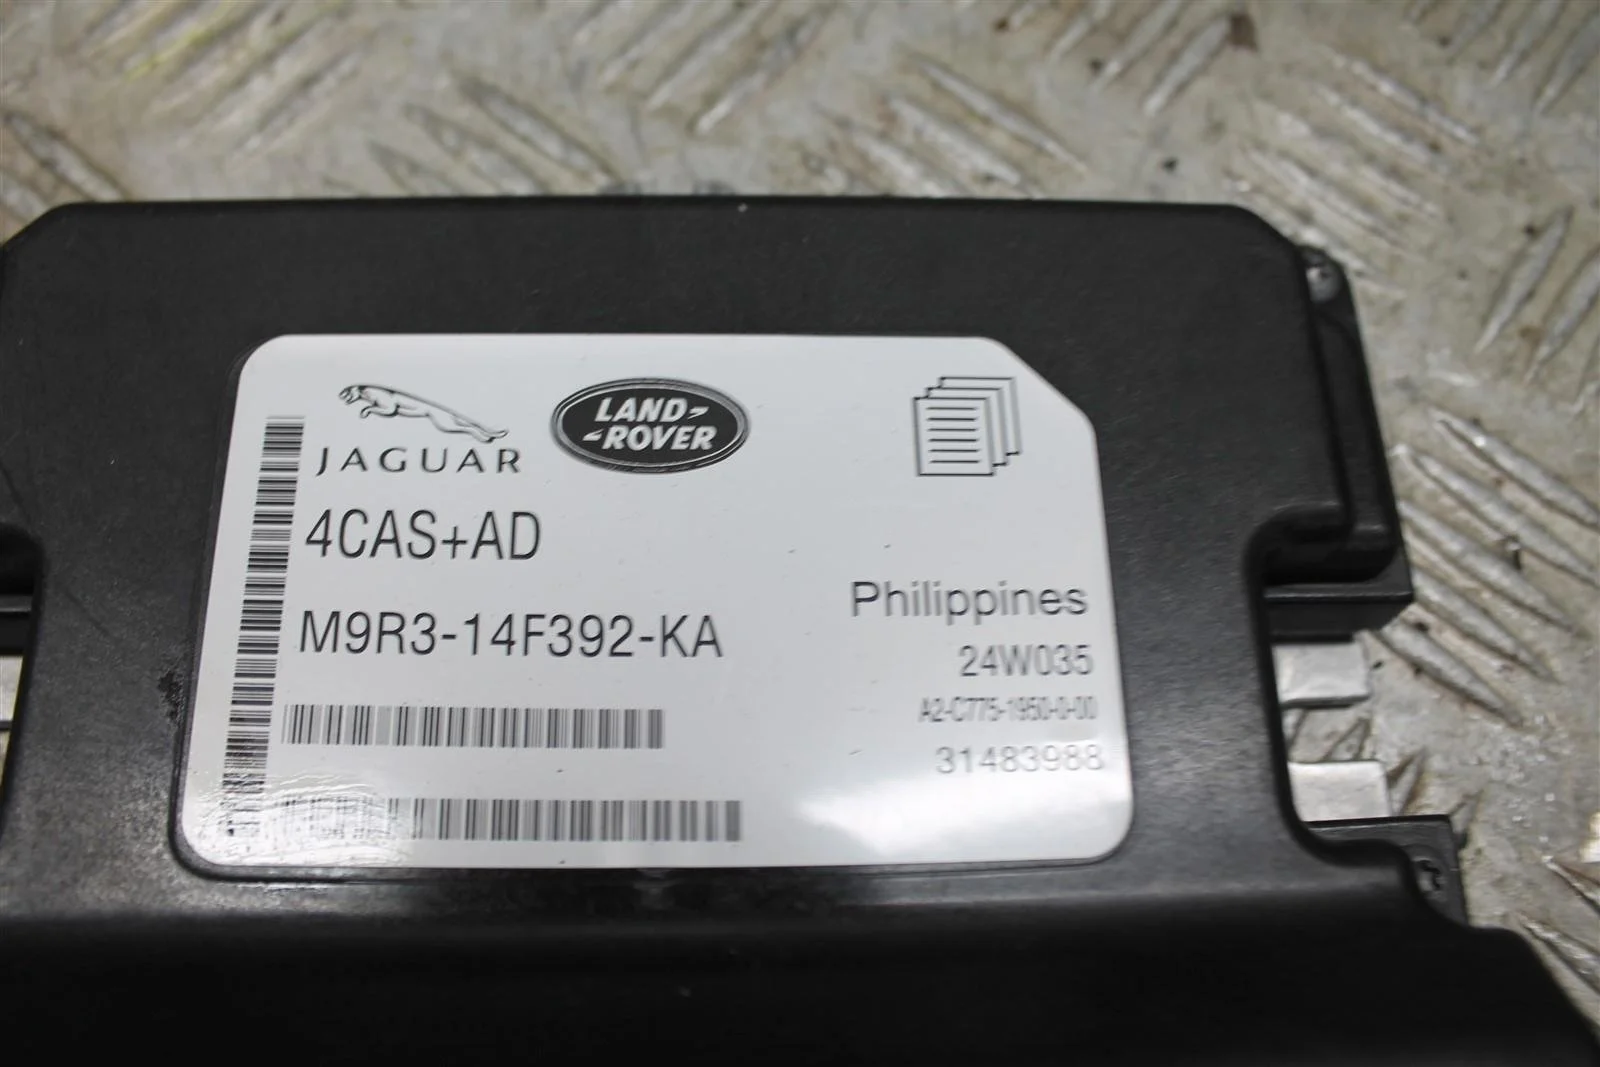 JAGUAR
LAND-
-ROVER
4CAS+AD
M9R3-14F392-KA
Philippines
24W035
A2-C775-1950-0-00
31483988